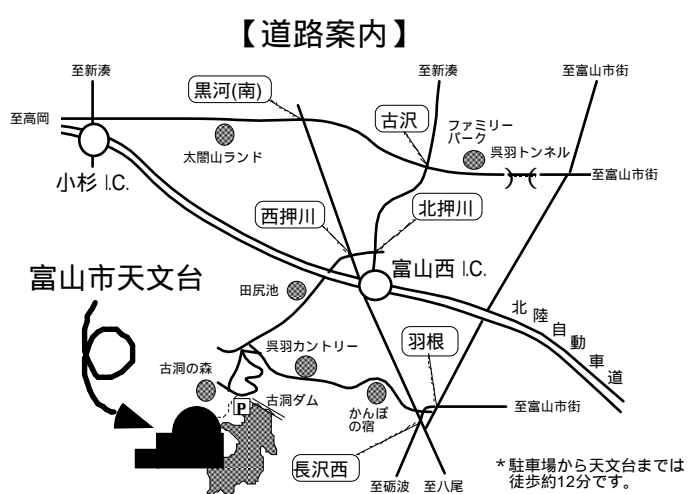 【道路案内】
至新湊
至新湊
至富山市街
黒河(南)
至高岡
古沢
ファミリー
パーク
太閤山ランド
呉羽トンネル
至富山市街
小杉 I.C.
西押川
北押川
富山西 I.C.
富山市天文台
田尻池
北陸自動車道
呉羽カントリー
羽根
古洞の森
P
古洞ダム
かんぽ
の宿
至富山市街
長沢西
至砺波
至八尾
*駐車場から天文台までは
徒歩約12分です。